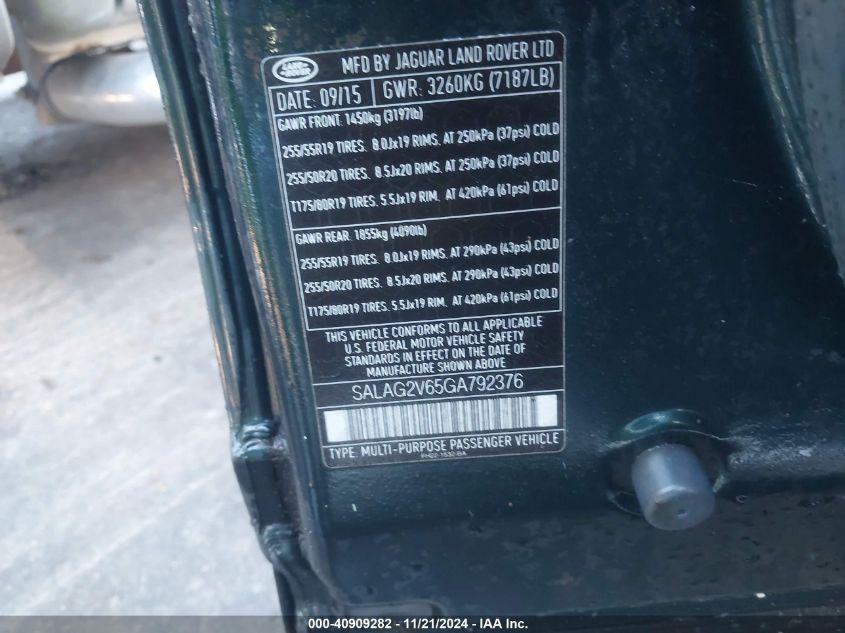 LAND ROVER MFD BY JAGUAR LAND ROVER LTD
DATE: 09/15 GWR: 3260KG (7187LB)
GAWR FRONT. 1450kg (3197lb)
255/55R19 TIRES. 8.0Jx19 RIMS. AT 250kPa (37psi) COLD
255/50R20 TIRES. 8.5Jx20 RIMS. AT 250kPa (37psi) COLD
T175/80R19 TIRES. 5.5Jx19 RIM. AT 420kPa (61psi) COLD
GAWR REAR. 1855kg (4090lb)
255/55R19 TIRES. 8.0Jx19 RIMS. AT 290kPa (43psi) COLD
255/50R20 TIRES. 8.5Jx20 RIMS. AT 290kPa (43psi) COLD
T175/80R19 TIRES. 5.5Jx19 RIM. AT 420kPa (61psi) COLD
THIS VEHICLE CONFORMS TO ALL APPLICABLE
U.S. FEDERAL MOTOR VEHICLE SAFETY
STANDARDS IN EFFECT ON THE DATE OF
MANUFACTURE SHOWN ABOVE
SALAG2V65GA792376
TYPE. MULTI-PURPOSE PASSENGER VEHICLE
000-40909282 - 11/21/2024 - IAA, Inc.